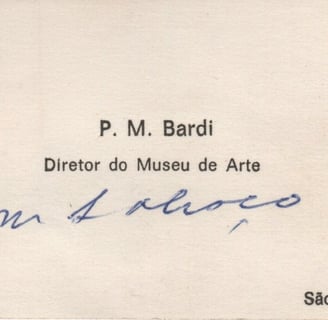 P. M. Bardi
Diretor do Museu de Arte
abraço
São